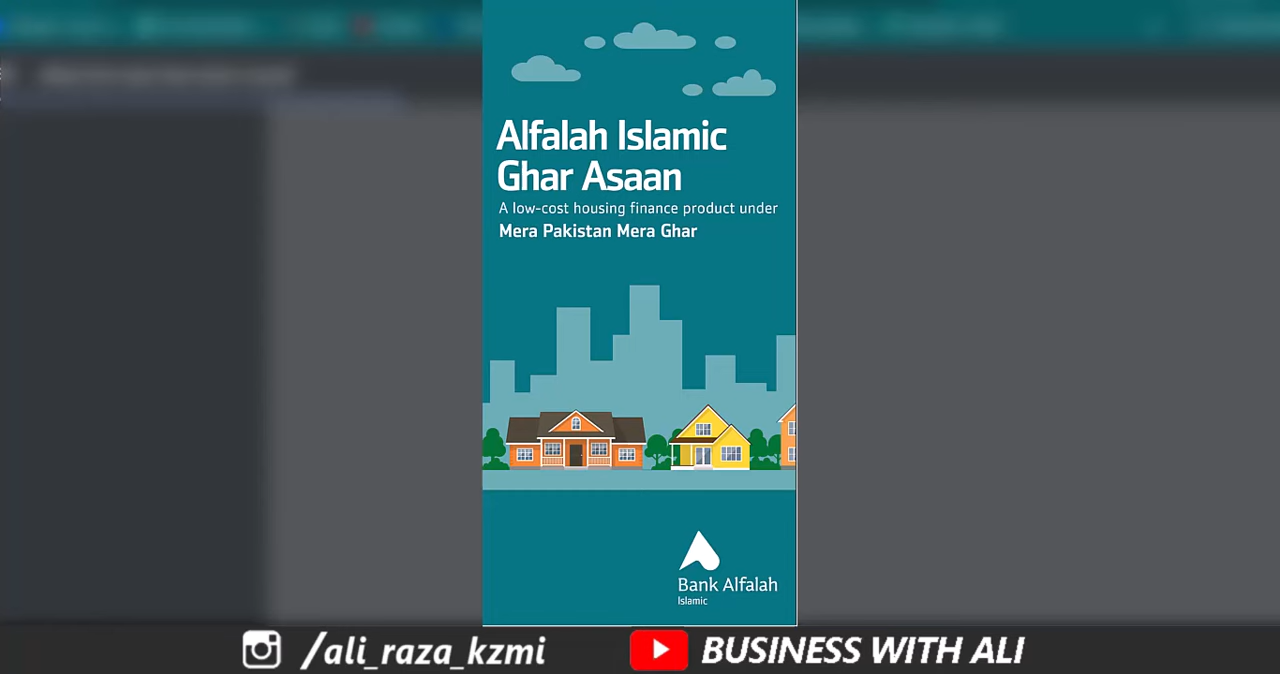 Alfalah Islamic
Ghar Asaan
A low-cost housing finance product under
Mera Pakistan Mera Ghar
Bank Alfalah
Islamic
/ali_raza_kzmi
BUSINESS WITH ALI